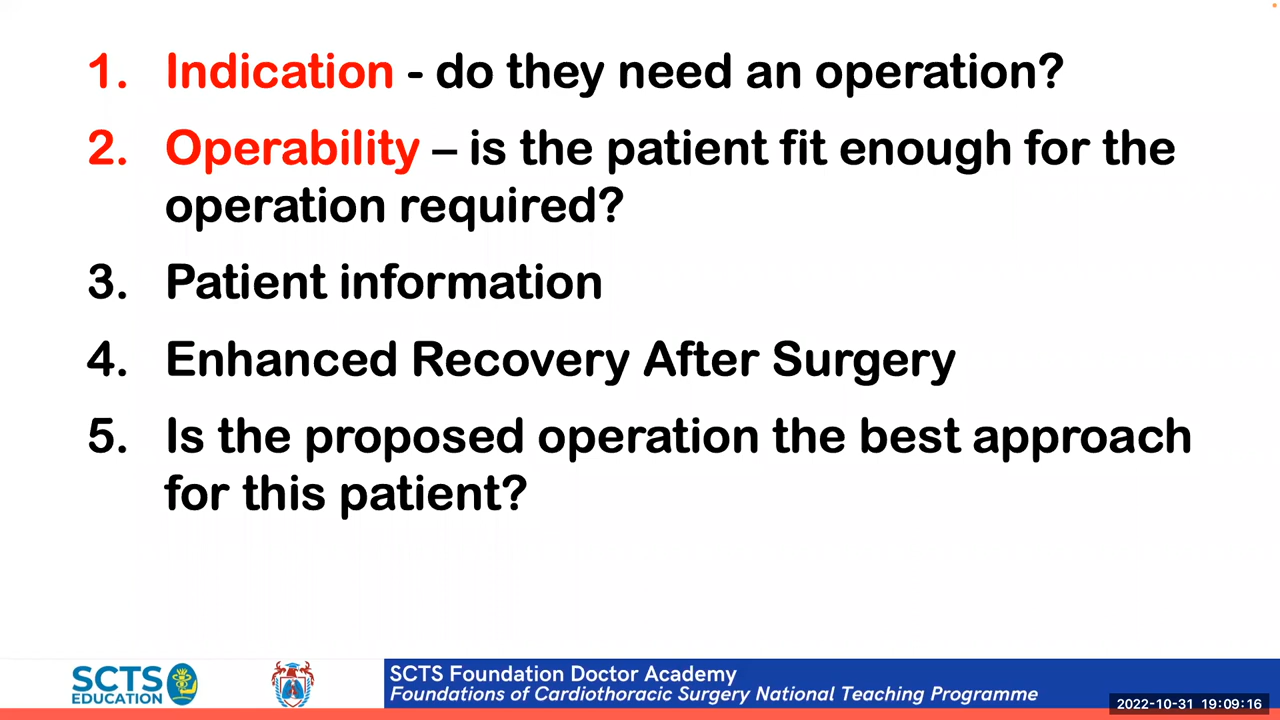 1. Indication - do they need an operation?
2. Operability – is the patient fit enough for the
operation required?
3. Patient information
4. Enhanced Recovery After Surgery
5. Is the proposed operation the best approach
for this patient?
SCTS
EDUCATION
SCTS Foundation Doctor Academy
Foundations of Cardiothoracic Surgery National Teaching Programme
2022-10-31 19:09:16